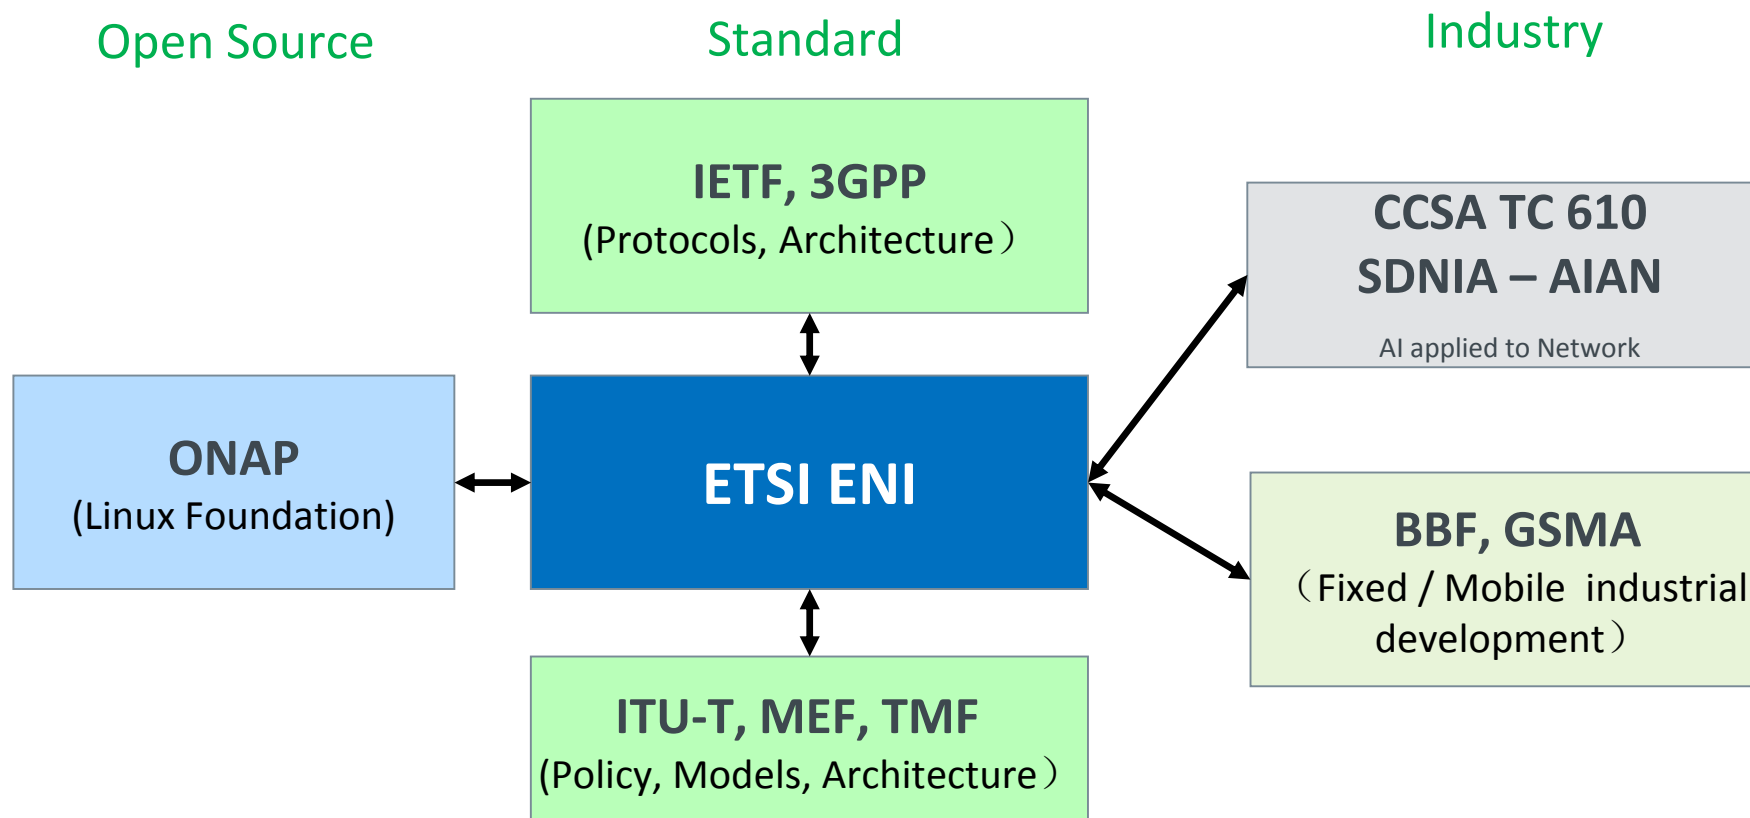 Open Source
Standard
Industry
IETF, 3GPP
(Protocols, Architecture）
CCSA TC 610
SDNIA – AIAN
AI applied to Network
ONAP
(Linux Foundation)
ETSI ENI
BBF, GSMA
（Fixed / Mobile industrial
development）
ITU-T, MEF, TMF
(Policy, Models, Architecture）